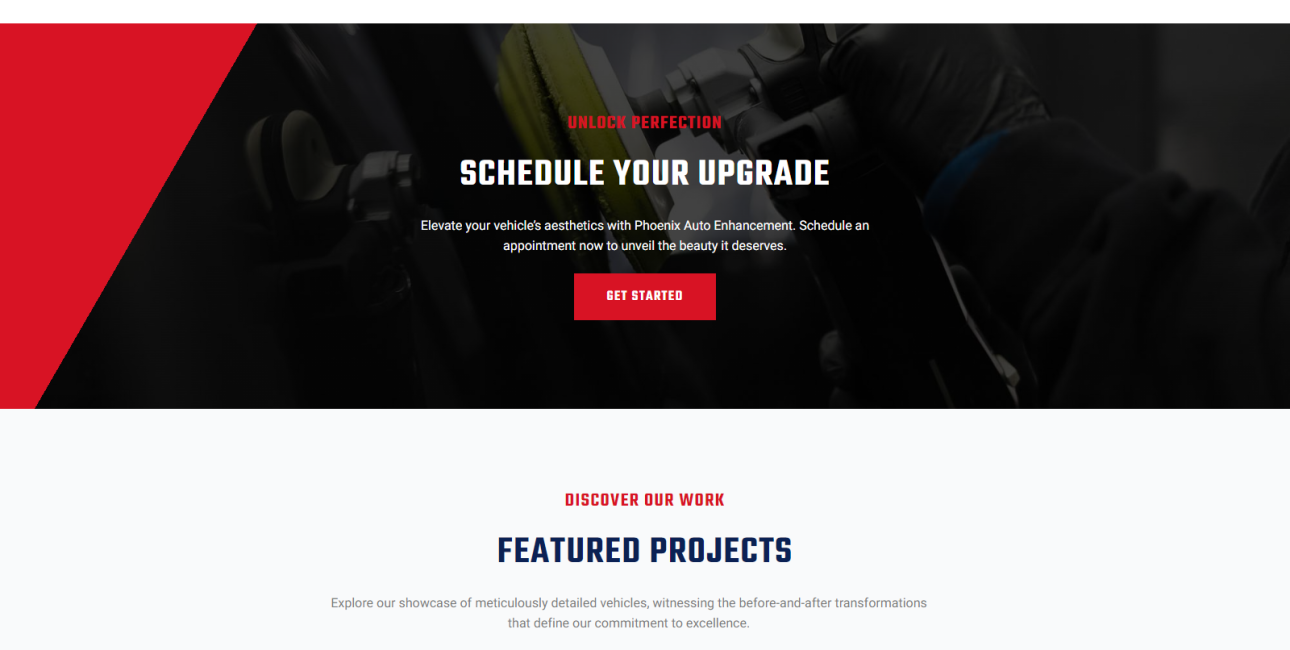 UNLOCK PERFECTION
SCHEDULE YOUR UPGRADE
Elevate your vehicle's aesthetics with Phoenix Auto Enhancement. Schedule an
appointment now to unveil the beauty it deserves.
GET STARTED
DISCOVER OUR WORK
FEATURED PROJECTS
Explore our showcase of meticulously detailed vehicles, witnessing the before-and-after transformations
that define our commitment to excellence.